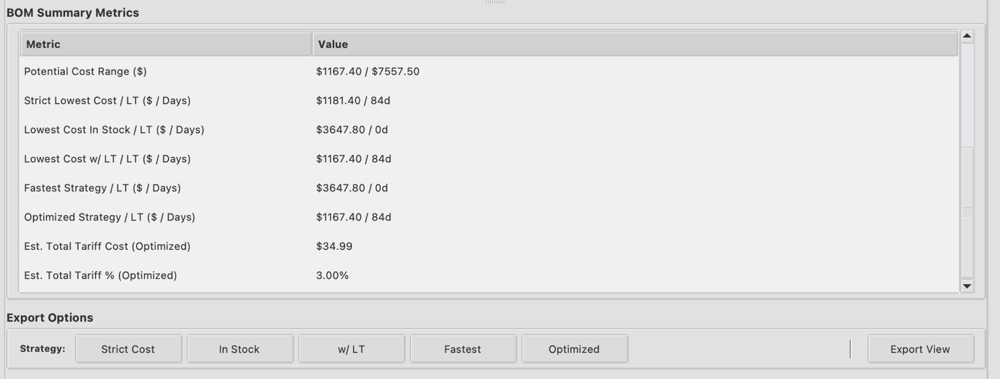 BOM Summary Metrics
Metric Value
Potential Cost Range ($) $1167.40 / $7557.50
Strict Lowest Cost / LT ($ / Days) $1181.40 / 84d
Lowest Cost In Stock / LT ($ / Days) $3647.80 / 0d
Lowest Cost w/ LT / LT ($ / Days) $1167.40 / 84d
Fastest Strategy / LT ($ / Days) $3647.80 / 0d
Optimized Strategy / LT ($ / Days) $1167.40 / 84d
Est. Total Tariff Cost (Optimized) $34.99
Est. Total Tariff % (Optimized) 3.00%
Export Options
Strategy: Strict Cost In Stock w/ LT Fastest Optimized Export View